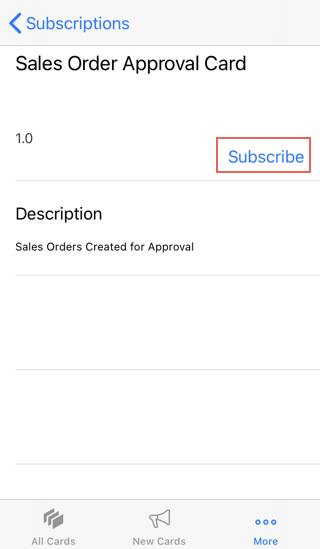 Subscriptions
Sales Order Approval Card
1.0
Subscribe
Description
Sales Orders Created for Approval
All Cards
New Cards
More